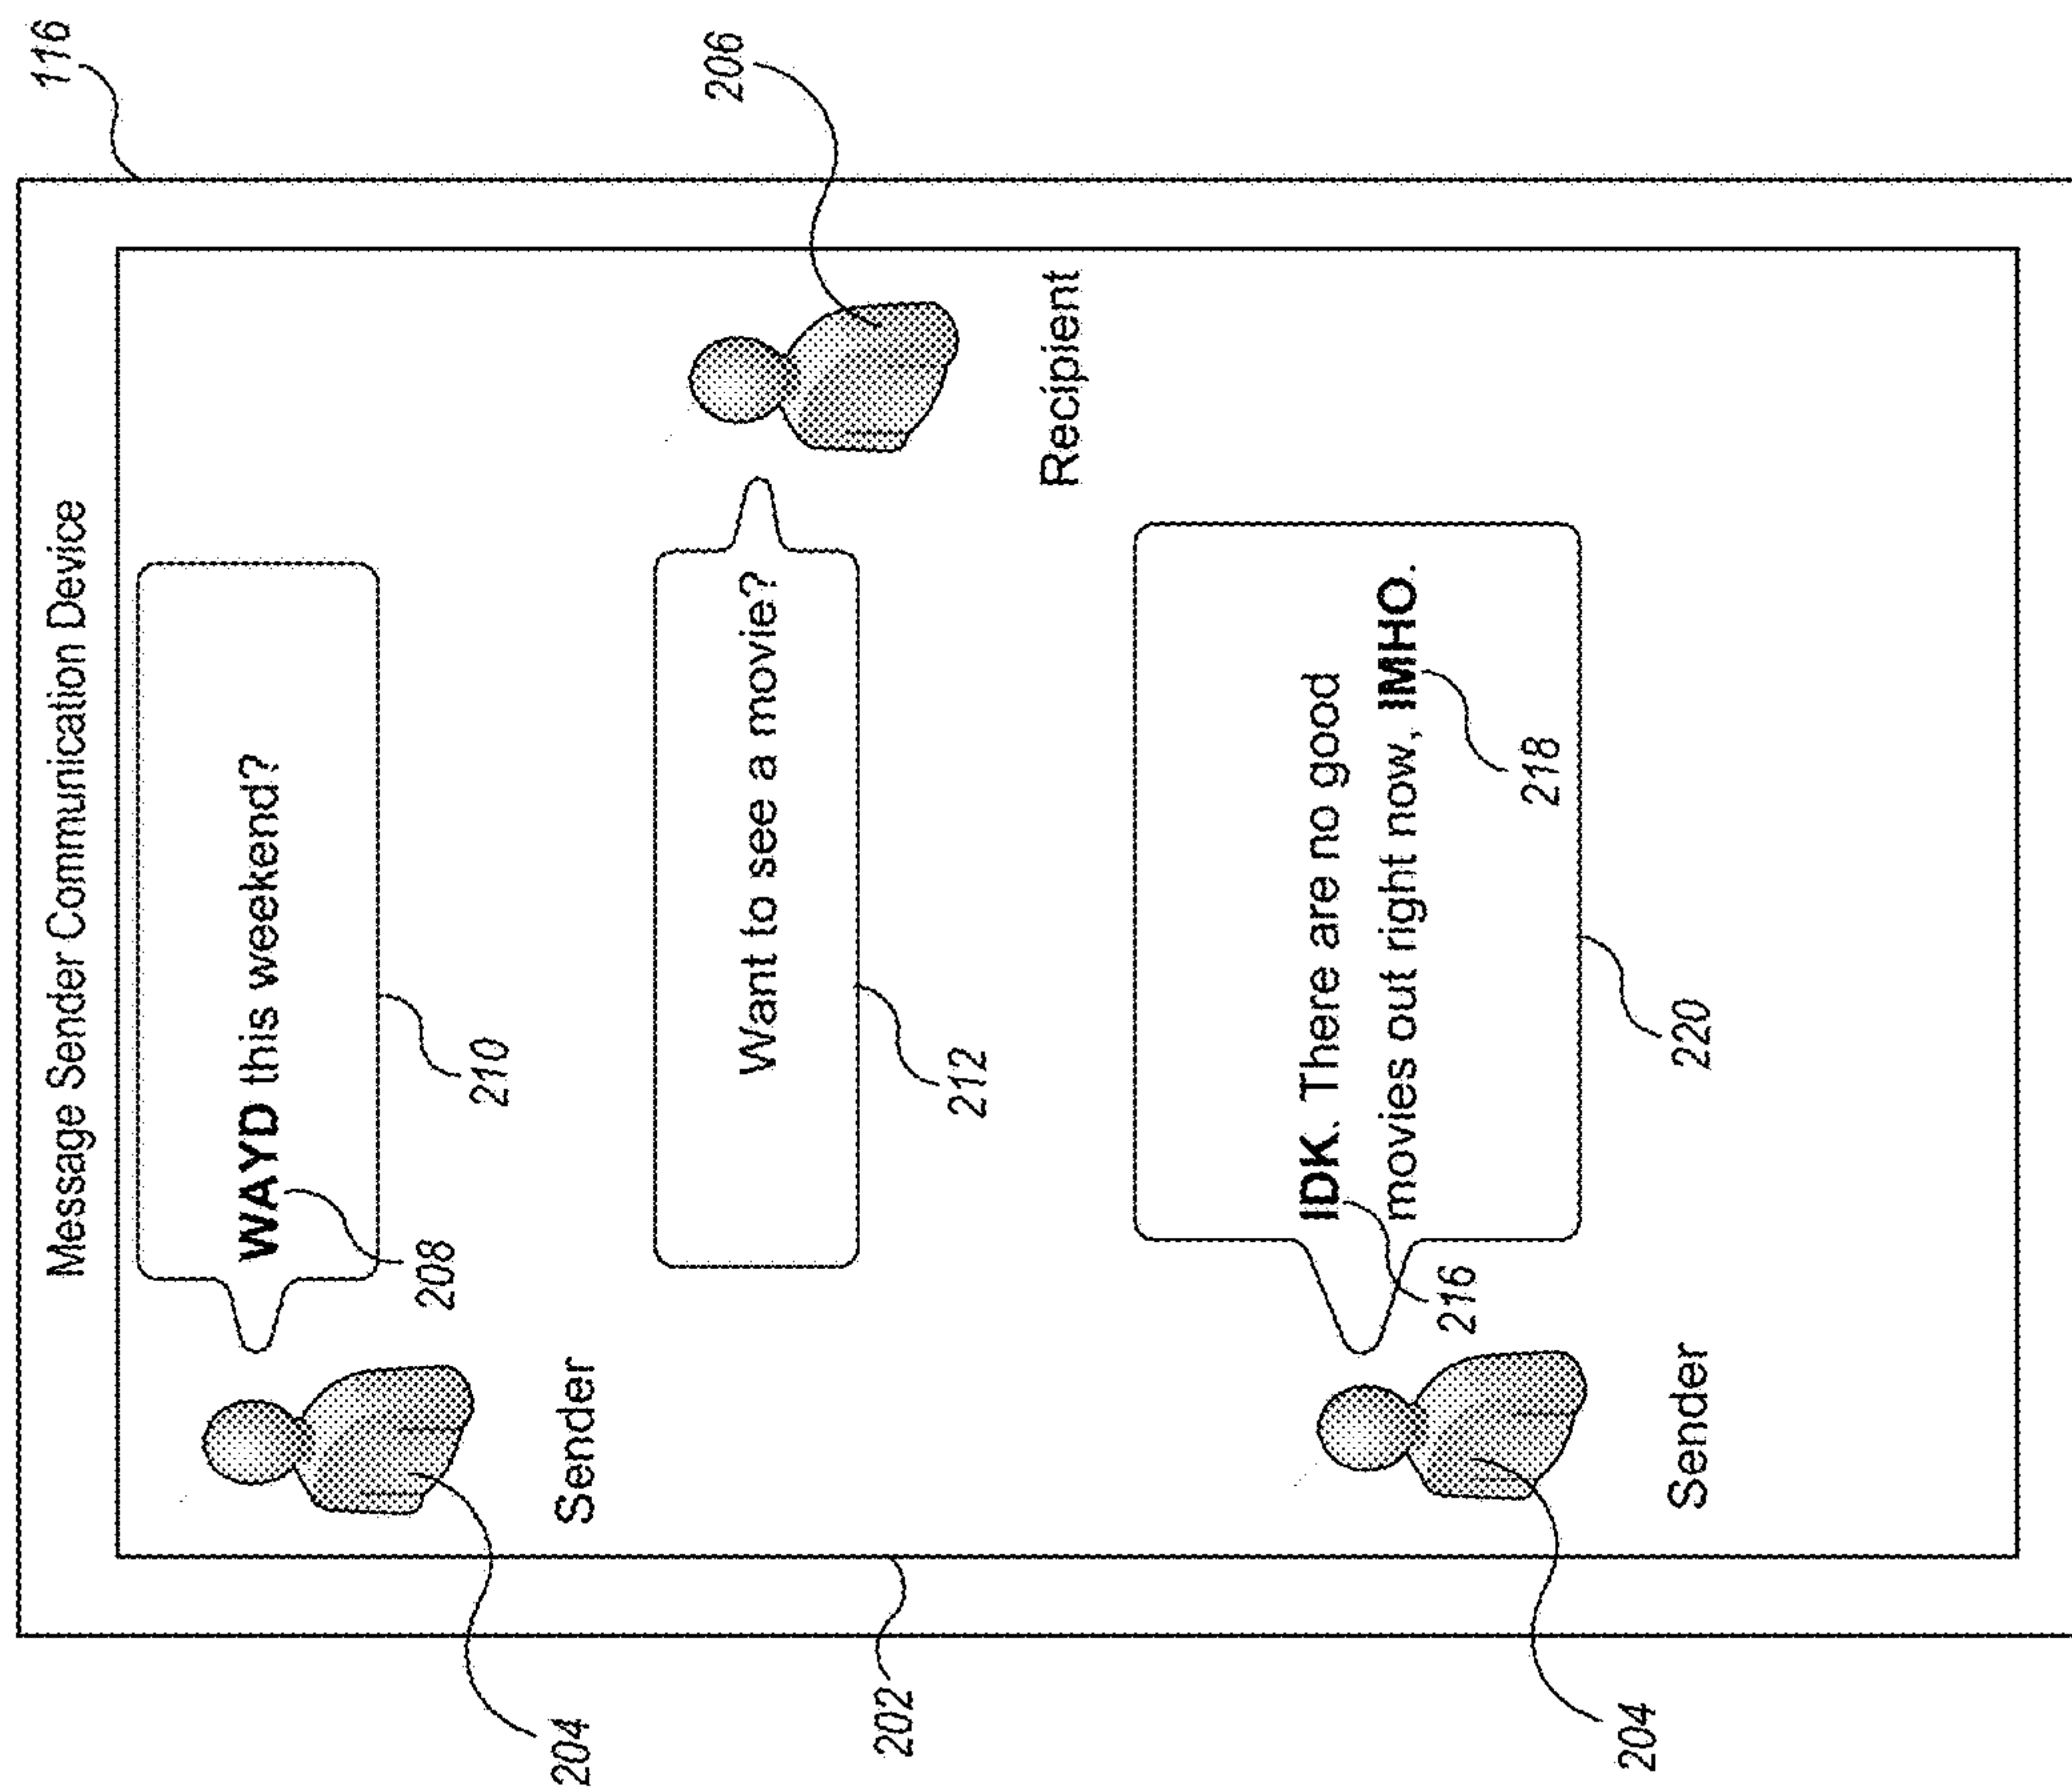 Message Sender Communication Device
116
WAYD this weekend?
208
210
Sender
204
Want to see a movie?
212
206
Recipient
202
IDK. There are no good
movies out right now, IMHO.
216
218
220
Sender
204